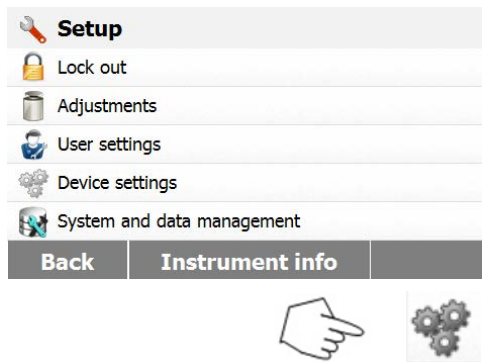 Setup
Lock out
Adjustments
User settings
Device settings
System and data management
Back Instrument info